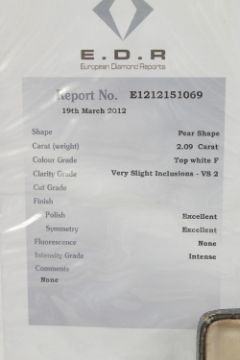 E.D.R
European Diamond Reports
Report No. E1212151069
19th March 2012
Shape Pear Shape
Carat (weight) 2.09 Carat
Colour Grade Top white F
Clarity Grade Very Slight Inclusions - VS 2
Cut Grade
Finish
Polish Excellent
Symmetry Excellent
Fluorescence None
Intensity Grade Intense
Comments
None